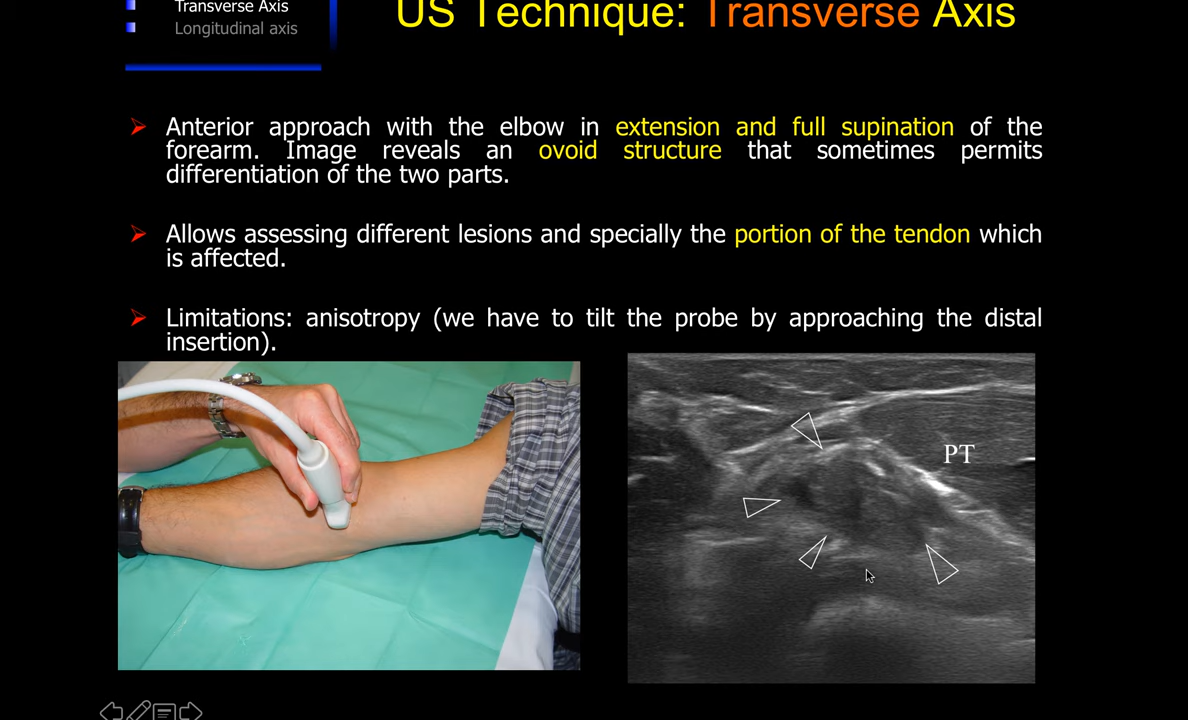 Transverse Axis
Longitudinal axis
US Technique: Transverse Axis
Anterior approach with the elbow in extension and full supination of the
forearm. Image reveals an ovoid structure that sometimes permits
differentiation of the two parts.
Allows assessing different lesions and specially the portion of the tendon which
is affected.
Limitations: anisotropy (we have to tilt the probe by approaching the distal
insertion).
PT